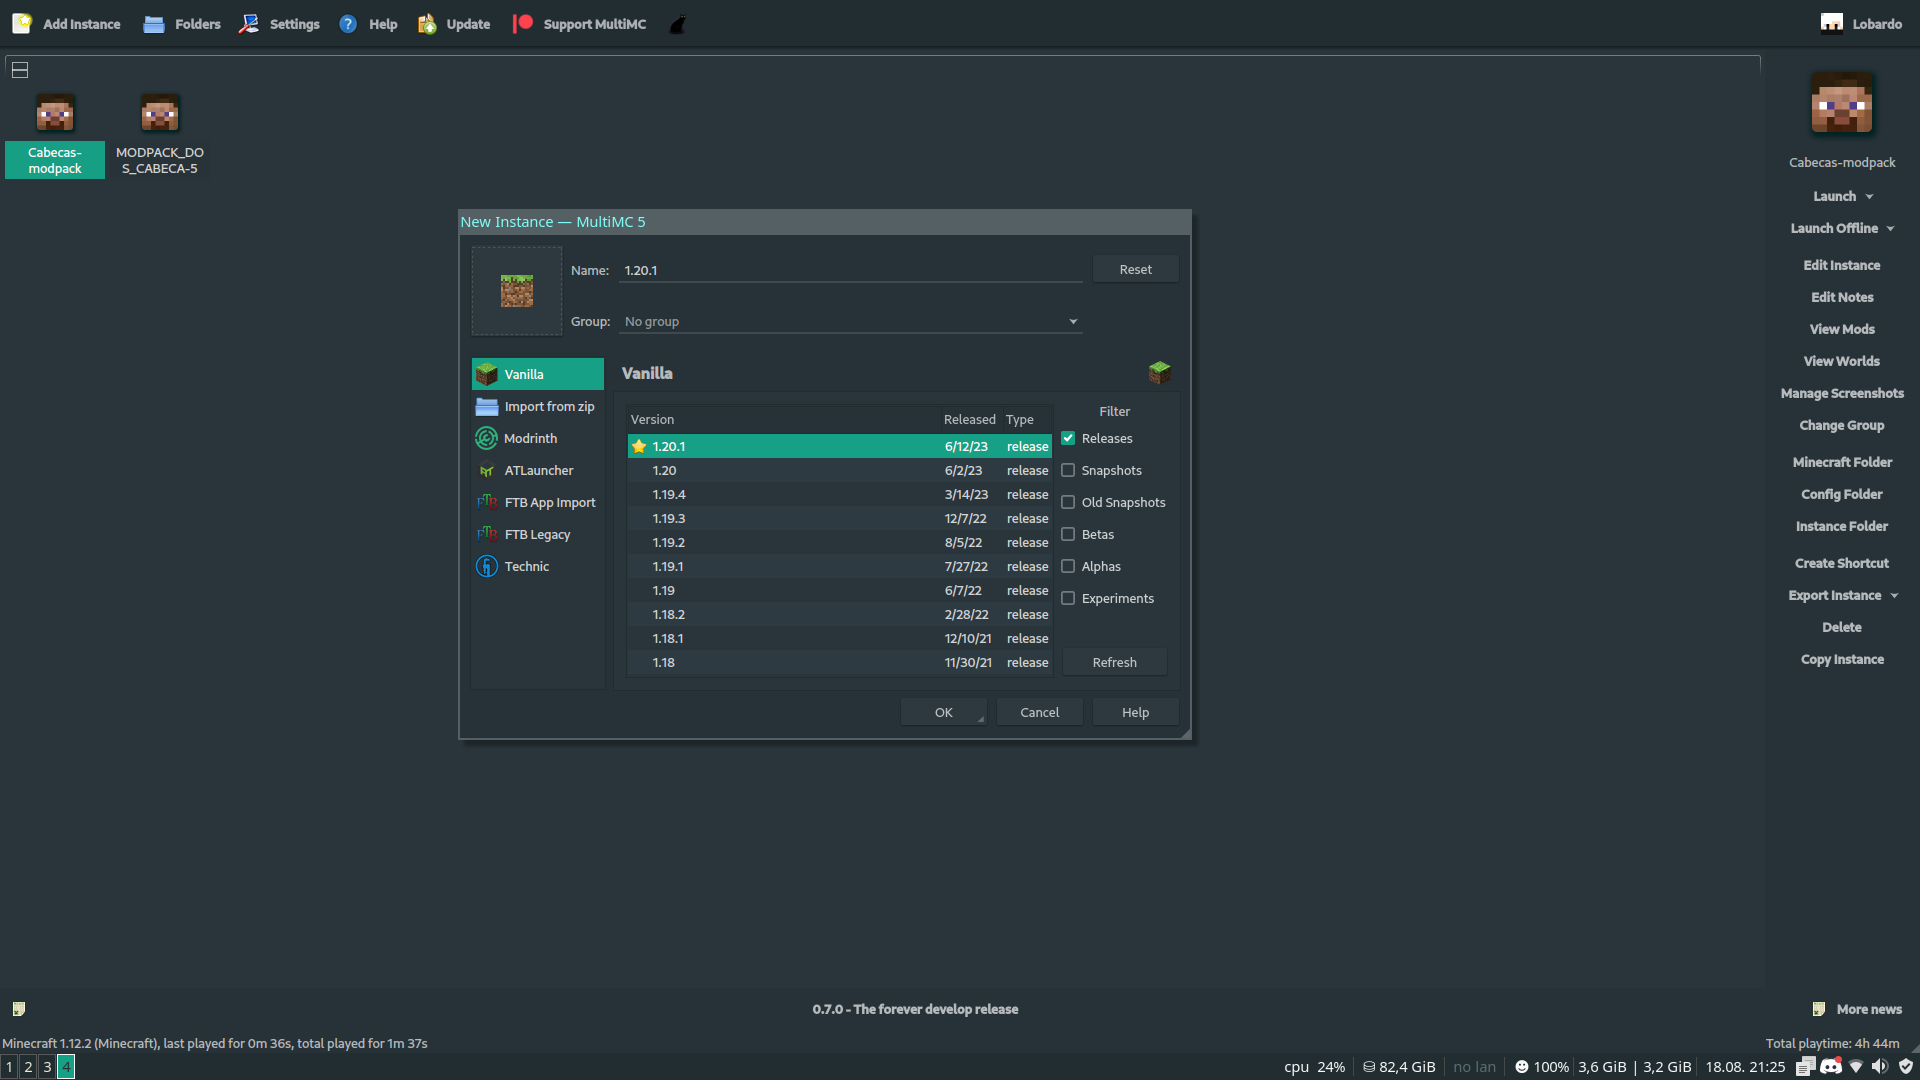 Add Instance Folders Settings Help Update Support MultiMC Lobardo
Cabecas-
modpack
MODPACK_DO
S_CABECA-5
New Instance — MultiMC 5
Name: 1.20.1 Reset
Group: No group
Vanilla
Import from zip
Modrinth
ATLauncher
FTB App Import
FTB Legacy
Technic
Vanilla
Version Released Type
1.20.1 6/12/23 release
1.20 6/2/23 release
1.19.4 3/14/23 release
1.19.3 12/7/22 release
1.19.2 8/5/22 release
1.19.1 7/27/22 release
1.19 6/7/22 release
1.18.2 2/28/22 release
1.18.1 12/10/21 release
1.18 11/30/21 release
Filter
Releases
Snapshots
Old Snapshots
Betas
Alphas
Experiments
Refresh
OK Cancel Help
Cabecas-modpack
Launch
Launch Offline
Edit Instance
Edit Notes
View Mods
View Worlds
Manage Screenshots
Change Group
Minecraft Folder
Config Folder
Instance Folder
Create Shortcut
Export Instance
Delete
Copy Instance
0.7.0 - The forever develop release More news
Minecraft 1.12.2 (Minecraft), last played for 0m 36s, total played for 1m 37s Total playtime: 4h 44m
1 2 3 4 cpu 24% 82,4 GiB no lan 100% 3,6 GiB | 3,2 GiB 18.08. 21:25